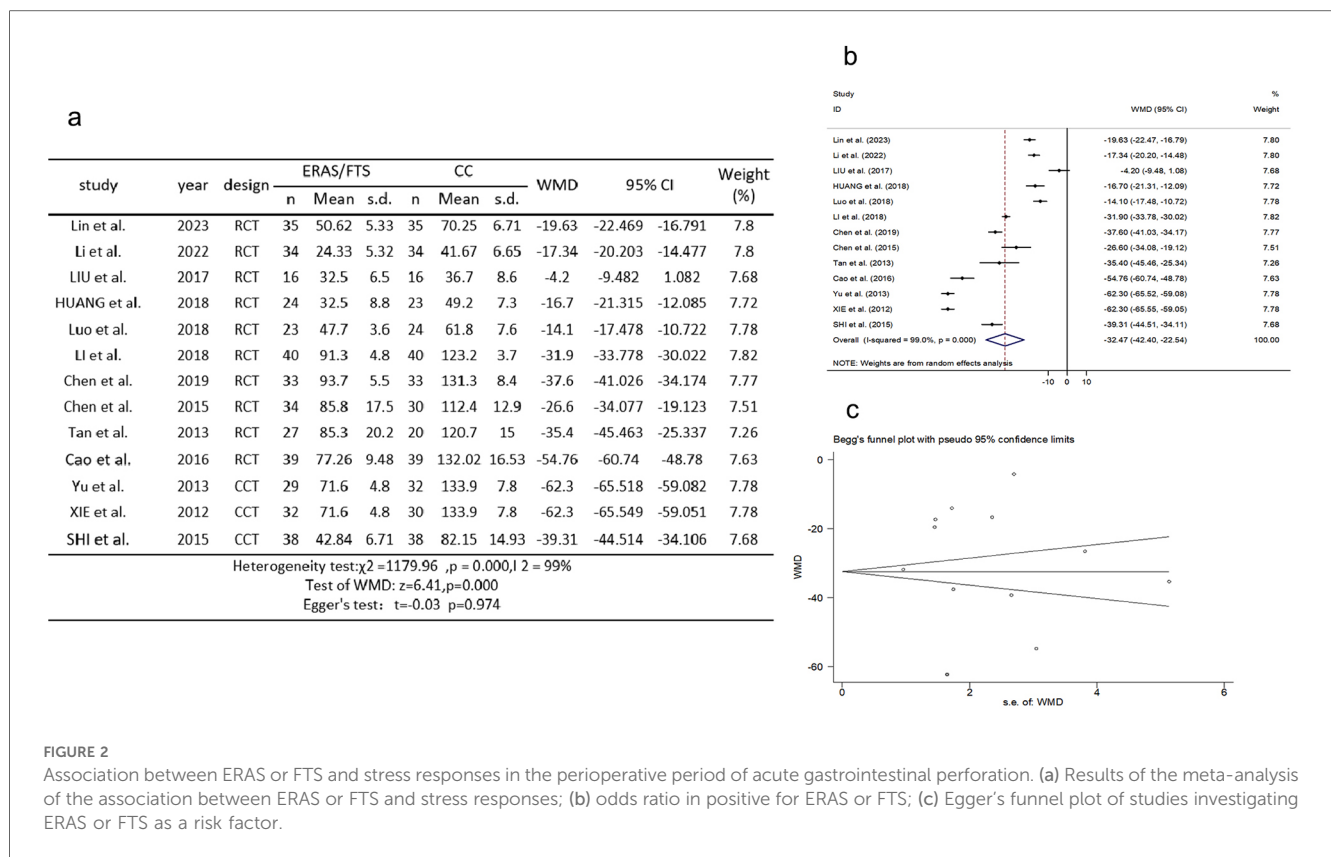 a
study year design ERAS/FTS CC WMD 95% CI Weight (%)
n Mean s.d. n Mean s.d.
Lin et al. 2023 RCT 35 50.62 5.33 35 70.25 6.71 -19.63 -22.469 -16.791 7.8
Li et al. 2022 RCT 34 24.33 5.32 34 41.67 6.65 -17.34 -20.203 -14.477 7.8
LIU et al. 2017 RCT 16 32.5 6.5 16 36.7 8.6 -4.2 -9.482 1.082 7.68
HUANG et al. 2018 RCT 24 32.5 8.8 23 49.2 7.3 -16.7 -21.315 -12.085 7.72
Luo et al. 2018 RCT 23 47.7 3.6 24 61.8 7.6 -14.1 -17.478 -10.722 7.78
LI et al. 2018 RCT 40 91.3 4.8 40 123.2 3.7 -31.9 -33.778 -30.022 7.82
Chen et al. 2019 RCT 33 93.7 5.5 33 131.3 8.4 -37.6 -41.026 -34.174 7.77
Chen et al. 2015 RCT 34 85.8 17.5 30 112.4 12.9 -26.6 -34.077 -19.123 7.51
Tan et al. 2013 RCT 27 85.3 20.2 20 120.7 15 -35.4 -45.463 -25.337 7.26
Cao et al. 2016 RCT 39 77.26 9.48 39 132.02 16.53 -54.76 -60.74 -48.78 7.63
Yu et al. 2013 CCT 29 71.6 4.8 32 133.9 7.8 -62.3 -65.518 -59.082 7.78
XIE et al. 2012 CCT 32 71.6 4.8 30 133.9 7.8 -62.3 -65.549 -59.051 7.78
SHI et al. 2015 CCT 38 42.84 6.71 38 82.15 14.93 -39.31 -44.514 -34.106 7.68
Heterogeneity test:χ2 =1179.96 ,p = 0.000,I 2 = 99%
Test of WMD: z=6.41,p=0.000
Egger's test： t=-0.03 p=0.974
b
Study %
ID WMD (95% CI) Weight
Lin et al. (2023) -19.63 (-22.47, -16.79) 7.80
Li et al. (2022) -17.34 (-20.20, -14.48) 7.80
LIU et al. (2017) -4.20 (-9.48, 1.08) 7.68
HUANG et al. (2018) -16.70 (-21.31, -12.09) 7.72
Luo et al. (2018) -14.10 (-17.48, -10.72) 7.78
LI et al. (2018) -31.90 (-33.78, -30.02) 7.82
Chen et al. (2019) -37.60 (-41.03, -34.17) 7.77
Chen et al. (2015) -26.60 (-34.08, -19.12) 7.51
Tan et al. (2013) -35.40 (-45.46, -25.34) 7.26
Cao et al. (2016) -54.76 (-60.74, -48.78) 7.63
Yu et al. (2013) -62.30 (-65.52, -59.08) 7.78
XIE et al. (2012) -62.30 (-65.55, -59.05) 7.78
SHI et al. (2015) -39.31 (-44.51, -34.11) 7.68
Overall (I-squared = 99.0%, p = 0.000) -32.47 (-42.40, -22.54) 100.00
NOTE: Weights are from random effects analysis
-10 0 10
c
Begg's funnel plot with pseudo 95% confidence limits
0
-20
-40
-60
WMD
0 2 4 6
s.e. of: WMD
FIGURE 2
Association between ERAS or FTS and stress responses in the perioperative period of acute gastrointestinal perforation. (a) Results of the meta-analysis
of the association between ERAS or FTS and stress responses; (b) odds ratio in positive for ERAS or FTS; (c) Egger's funnel plot of studies investigating
ERAS or FTS as a risk factor.